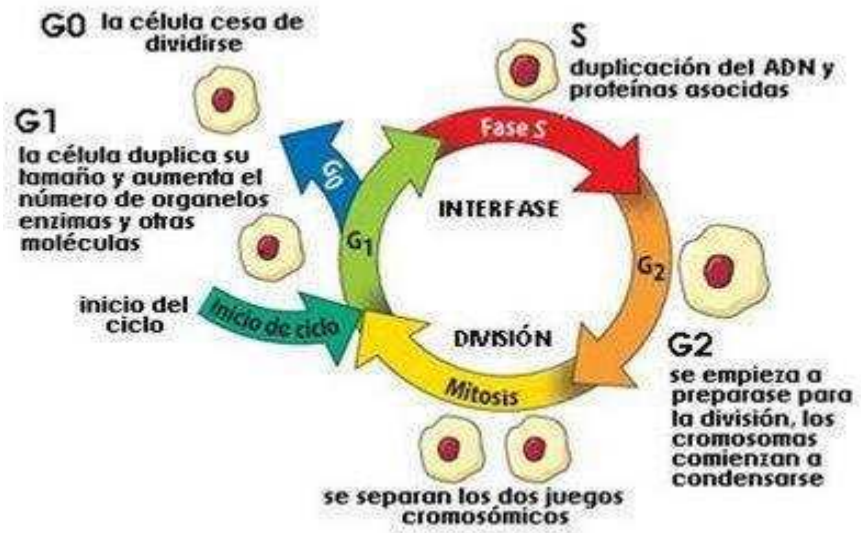 G0 la célula cesa de
dividirse
S
duplicación del ADN y
proteínas asocidas
G1
la célula duplica su
tamaño y aumenta el
número de organelos
enzimas y otras
moléculas
Fase S
G0
INTERFASE
G1
G2
inicio del
ciclo
Inicio de ciclo
DIVISIÓN
Mitosis
G2
se empieza a
preparase para
la división, los
cromosomas
comienzan a
condensarse
se separan los dos juegos
cromosómicos